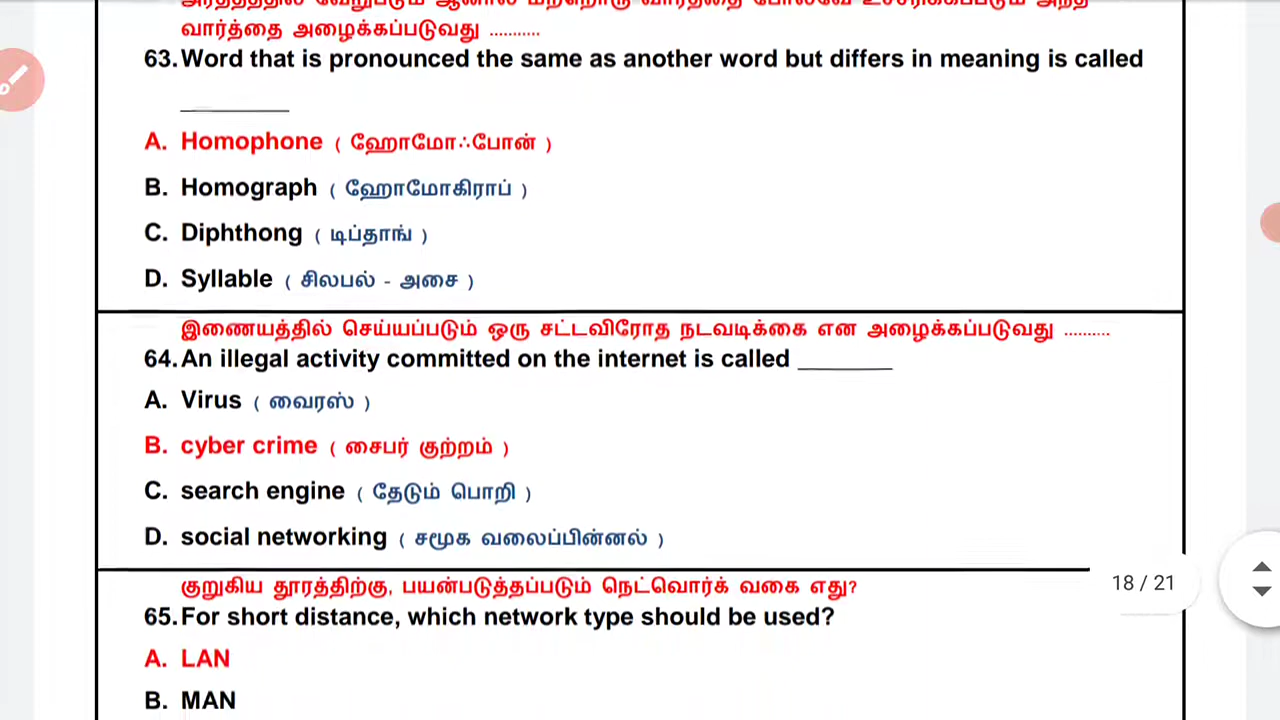 வார்த்தை அழைக்கப்படுவது ...........
63. Word that is pronounced the same as another word but differs in meaning is called
_________
A. Homophone ( ஹோமோஃபோன் )
B. Homograph ( ஹோமோகிராப் )
C. Diphthong ( டிப்தாங் )
D. Syllable ( சிலபல் - அசை )
இணையத்தில் செய்யப்படும் ஒரு சட்டவிரோத நடவடிக்கை என அழைக்கப்படுவது ..........
64. An illegal activity committed on the internet is called _______
A. Virus ( வைரஸ் )
B. cyber crime ( சைபர் குற்றம் )
C. search engine ( தேடும் பொறி )
D. social networking ( சமூக வலைப்பின்னல் )
குறுகிய தூரத்திற்கு, பயன்படுத்தப்படும் நெட்வொர்க் வகை எது?
18 / 21
65. For short distance, which network type should be used?
A. LAN
B. MAN